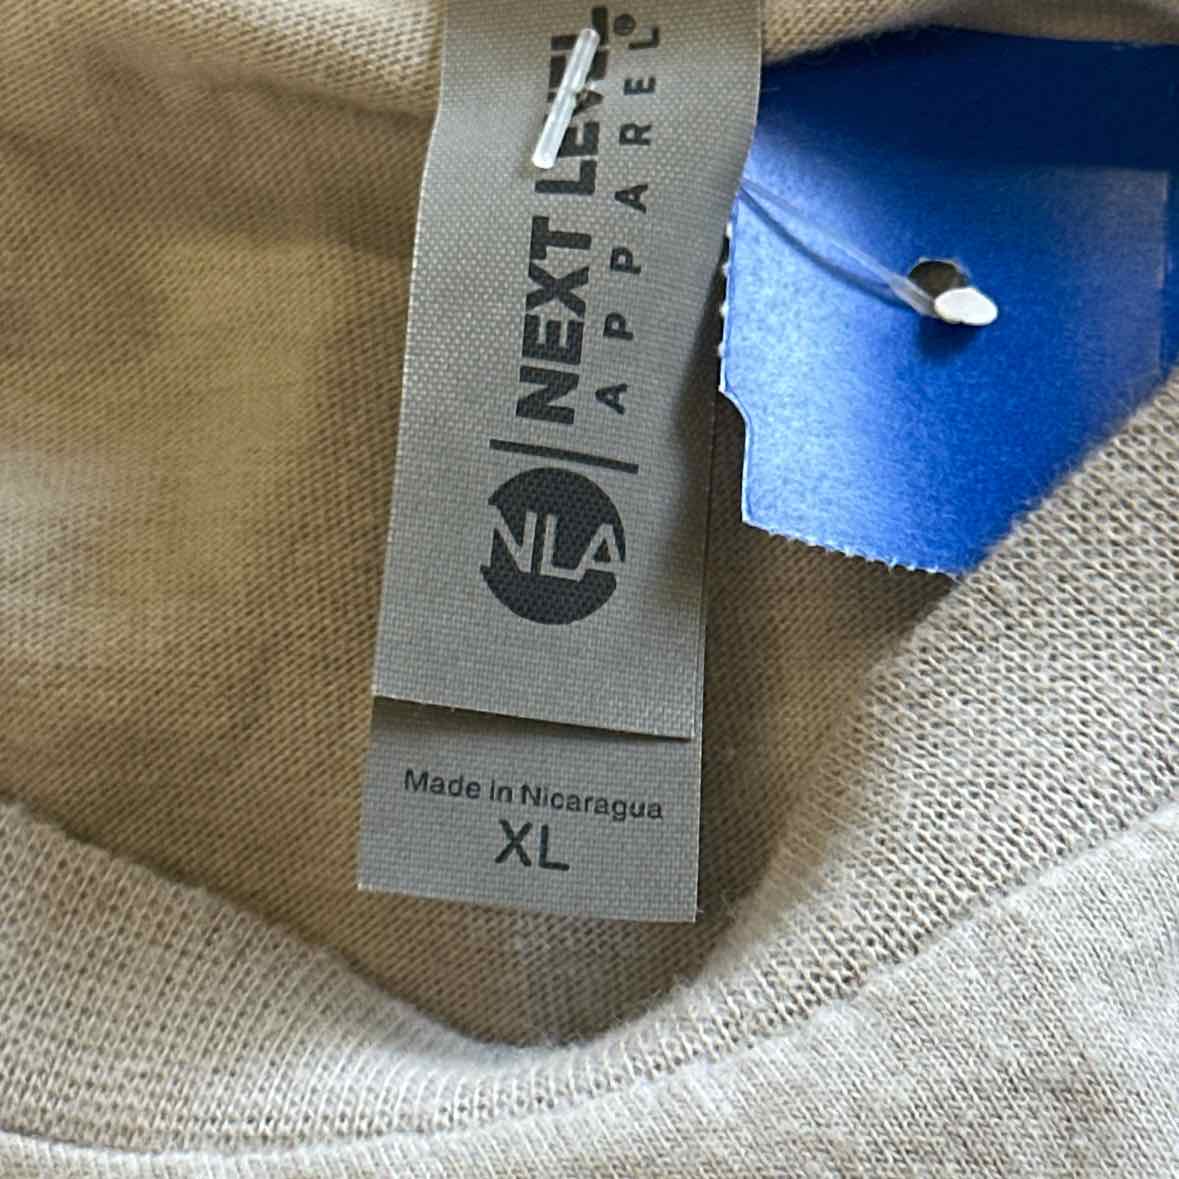 NEXT LEVEL®
APPAREL
NLA
Made in Nicaragua
XL